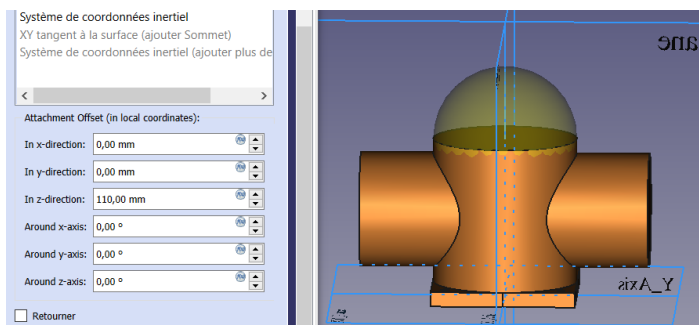 Système de coordonnées inertiel
XY tangent à la surface (ajouter Sommet)
Système de coordonnées inertiel (ajouter plus de
Attachment Offset (in local coordinates):
In x-direction: 0,00 mm
In y-direction: 0,00 mm
In z-direction: 110,00 mm
Around x-axis: 0,00 °
Around y-axis: 0,00 °
Around z-axis: 0,00 °
Retourner
ane
Y_Axis